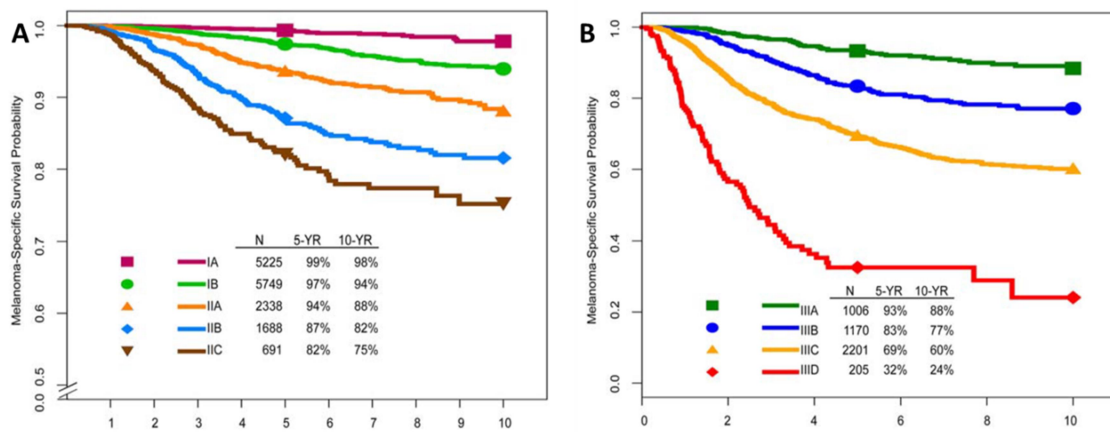 A
Melanoma-Specific Survival Probability
1.0
0.9
0.8
0.7
0.6
0.5
0.0
N 5-YR 10-YR
IA 5225 99% 98%
IB 5749 97% 94%
IIA 2338 94% 88%
IIB 1688 87% 82%
IIC 691 82% 75%
1 2 3 4 5 6 7 8 9 10
B
Melanoma-Specific Survival Probability
1.0
0.8
0.6
0.4
0.2
0.0
N 5-YR 10-YR
IIIA 1006 93% 88%
IIIB 1170 83% 77%
IIIC 2201 69% 60%
IIID 205 32% 24%
0 2 4 6 8 10